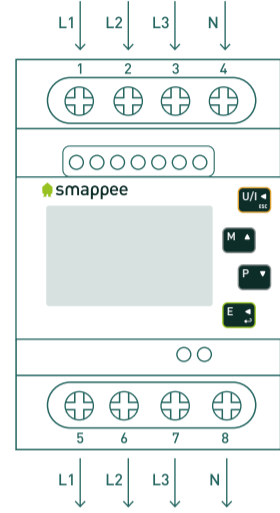 L1 L2 L3 N
1 2 3 4
smappee
U/I ◄
ESC
M ▲
P ▼
E ◄
↵
5 6 7 8
L1 L2 L3 N